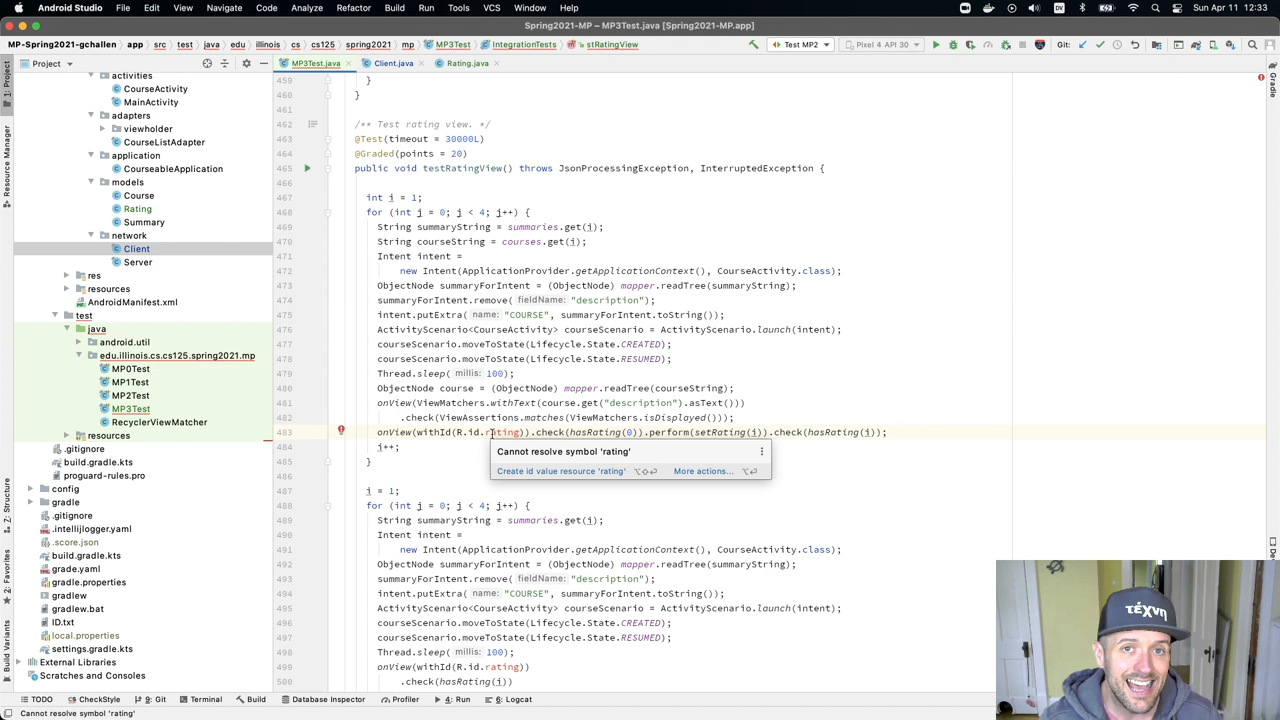 Android Studio File Edit View Navigate Code Analyze Refactor Build Run Tools VCS Window Help Sun Apr 11 12:33
Spring2021-MP – MP3Test.java [Spring2021-MP.app]
MP-Spring2021-gchallen app src test java edu illinois cs cs125 spring2021 mp MP3Test IntegrationTests stRatingView Test MP2 Pixel 4 API 30 Git:
Project MP3Test.java Client.java Rating.java
1: Project
Resource Manager
Z: Structure
2: Favorites
Build Variants
Gradle
activities
CourseActivity
MainActivity
adapters
viewholder
CourseListAdapter
application
CourseableApplication
models
Course
Rating
Summary
network
Client
Server
res
resources
AndroidManifest.xml
test
java
android.util
edu.illinois.cs.cs125.spring2021.mp
MP0Test
MP1Test
MP2Test
MP3Test
RecyclerViewMatcher
resources
.gitignore
build.gradle.kts
proguard-rules.pro
config
gradle
.gitignore
.intellijlogger.yaml
.score.json
build.gradle.kts
grade.yaml
gradle.properties
gradlew
gradlew.bat
ID.txt
local.properties
settings.gradle.kts
External Libraries
Scratches and Consoles
459 }
460 }
461
462 /** Test rating view. */
463 @Test(timeout = 30000L)
464 @Graded(points = 20)
465 public void testRatingView() throws JsonProcessingException, InterruptedException {
466
467 int i = 1;
468 for (int j = 0; j < 4; j++) {
469 String summaryString = summaries.get(i);
470 String courseString = courses.get(i);
471 Intent intent =
472 new Intent(ApplicationProvider.getApplicationContext(), CourseActivity.class);
473 ObjectNode summaryForIntent = (ObjectNode) mapper.readTree(summaryString);
474 summaryForIntent.remove( fieldName: "description");
475 intent.putExtra( name: "COURSE", summaryForIntent.toString());
476 ActivityScenario<CourseActivity> courseScenario = ActivityScenario.launch(intent);
477 courseScenario.moveToState(Lifecycle.State.CREATED);
478 courseScenario.moveToState(Lifecycle.State.RESUMED);
479 Thread.sleep( millis: 100);
480 ObjectNode course = (ObjectNode) mapper.readTree(courseString);
481 onView(ViewMatchers.withText(course.get("description").asText()))
482 .check(ViewAssertions.matches(ViewMatchers.isDisplayed()));
483 onView(withId(R.id.rating)).check(hasRating(0)).perform(setRating(i)).check(hasRating(i));
484 i++;
Cannot resolve symbol 'rating'
Create id value resource 'rating' ⌥⇧⏎ More actions... ⌥⏎
485 }
486
487 i = 1;
488 for (int j = 0; j < 4; j++) {
489 String summaryString = summaries.get(i);
490 Intent intent =
491 new Intent(ApplicationProvider.getApplicationContext(), CourseActivity.class);
492 ObjectNode summaryForIntent = (ObjectNode) mapper.readTree(summaryString);
493 summaryForIntent.remove( fieldName: "description");
494 intent.putExtra( name: "COURSE", summaryForIntent.toString());
495 ActivityScenario<CourseActivity> courseScenario = ActivityScenario.launch(intent);
496 courseScenario.moveToState(Lifecycle.State.CREATED);
497 courseScenario.moveToState(Lifecycle.State.RESUMED);
498 Thread.sleep( millis: 100);
499 onView(withId(R.id.rating))
500 .check(hasRating(i))
τέχνη
TODO CheckStyle 9: Git Terminal Build Database Inspector Profiler 4: Run 6: Logcat
Cannot resolve symbol 'rating'